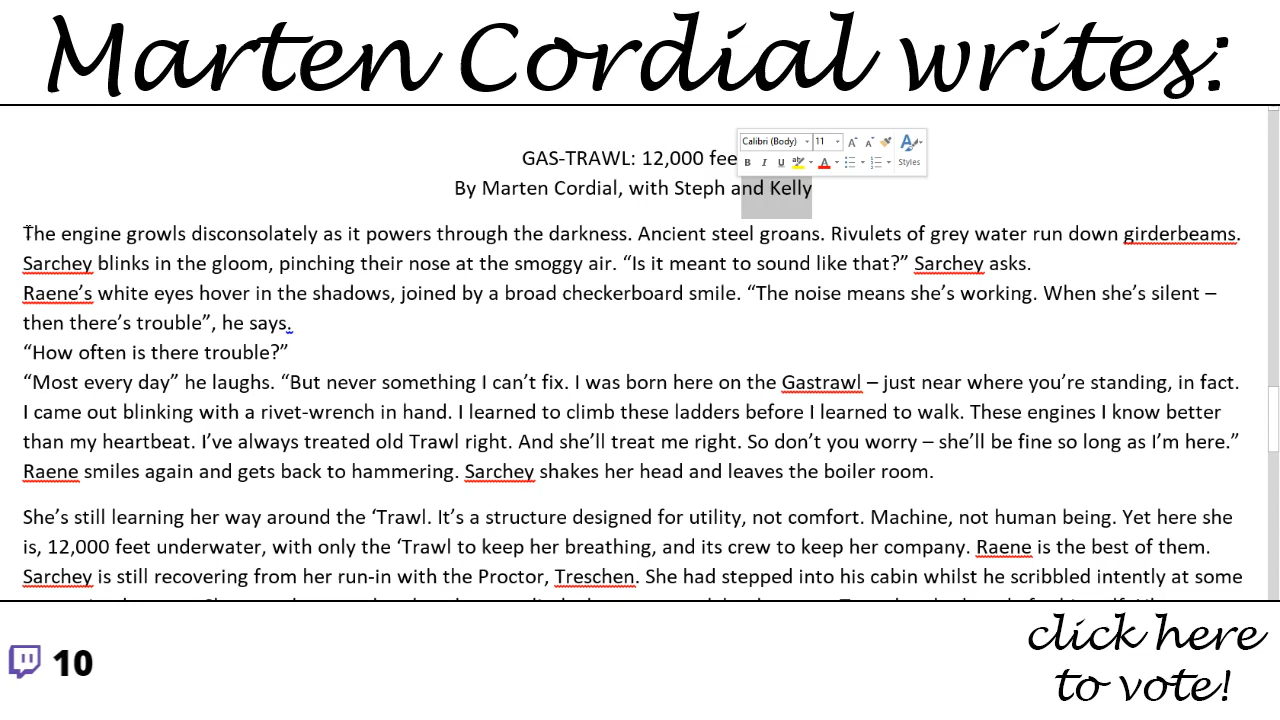 Marten Cordial writes:
Calibri (Body) 11
B I U A Styles
GAS-TRAWL: 12,000 fee
By Marten Cordial, with Steph and Kelly
The engine growls disconsolately as it powers through the darkness. Ancient steel groans. Rivulets of grey water run down girderbeams.
Sarchey blinks in the gloom, pinching their nose at the smoggy air. “Is it meant to sound like that?” Sarchey asks.
Raene’s white eyes hover in the shadows, joined by a broad checkerboard smile. “The noise means she’s working. When she’s silent –
then there’s trouble”, he says.
“How often is there trouble?”
“Most every day” he laughs. “But never something I can’t fix. I was born here on the Gastrawl – just near where you’re standing, in fact.
I came out blinking with a rivet-wrench in hand. I learned to climb these ladders before I learned to walk. These engines I know better
than my heartbeat. I’ve always treated old Trawl right. And she’ll treat me right. So don’t you worry – she’ll be fine so long as I’m here.”
Raene smiles again and gets back to hammering. Sarchey shakes her head and leaves the boiler room.
She’s still learning her way around the ‘Trawl. It’s a structure designed for utility, not comfort. Machine, not human being. Yet here she
is, 12,000 feet underwater, with only the ‘Trawl to keep her breathing, and its crew to keep her company. Raene is the best of them.
Sarchey is still recovering from her run-in with the Proctor, Treschen. She had stepped into his cabin whilst he scribbled intently at some
10
click here
to vote!